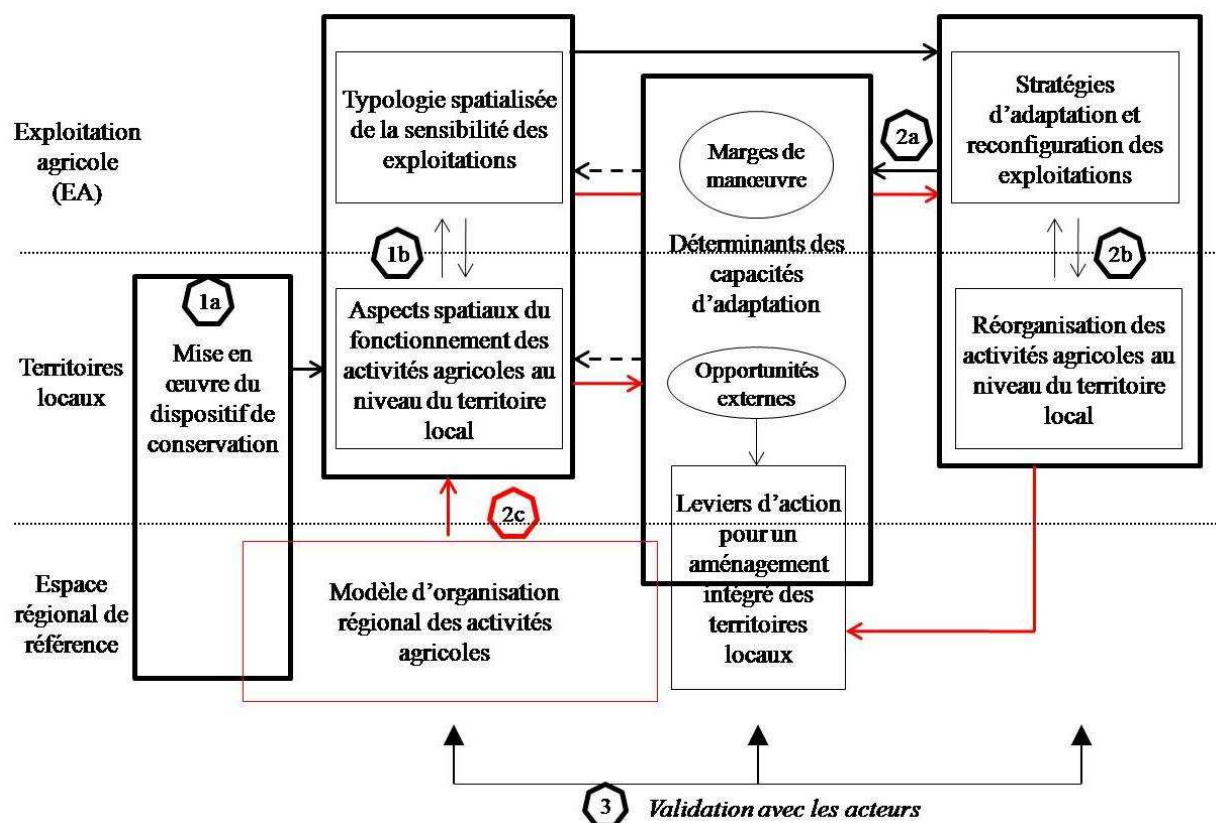 Exploitation
agricole
(EA)
Typologie spatialisée
de la sensibilité des
exploitations
Marges de
manœuvre
2a
Stratégies
d'adaptation et
reconfiguration des
exploitations
1b
Déterminants des
capacités
d'adaptation
2b
Territoires
locaux
1a
Mise en
œuvre du
dispositif de
conservation
Aspects spatiaux du
fonctionnement des
activités agricoles au
niveau du territoire
local
Opportunités
externes
Réorganisation des
activités agricoles au
niveau du territoire
local
2c
Espace
régional de
référence
Modèle d'organisation
régional des activités
agricoles
Leviers d'action
pour un
aménagement
intégré des
territoires
locaux
3
Validation avec les acteurs